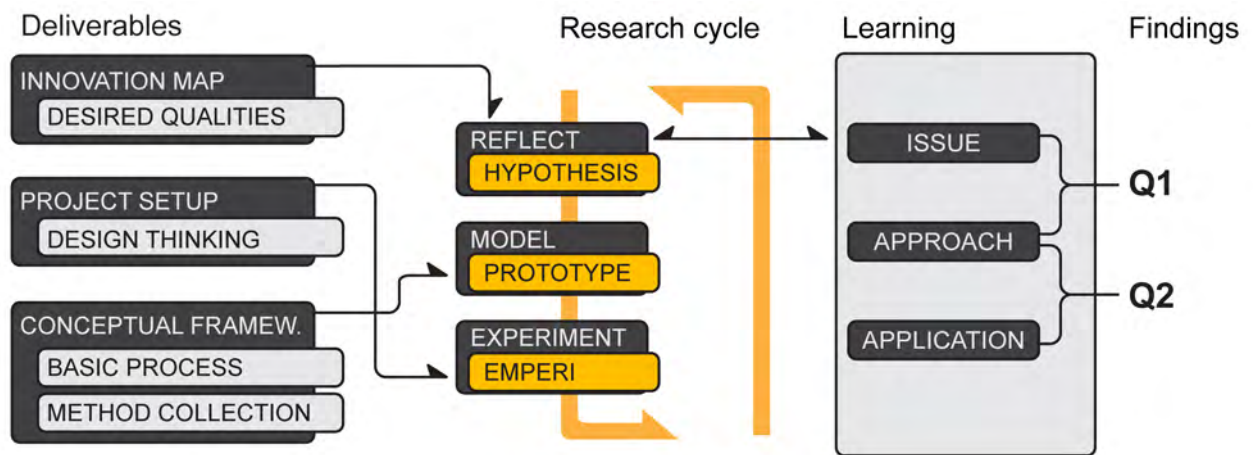 Deliverables
Research cycle
Learning
Findings
INNOVATION MAP
DESIRED QUALITIES
PROJECT SETUP
DESIGN THINKING
CONCEPTUAL FRAMEW.
BASIC PROCESS
METHOD COLLECTION
REFLECT
HYPOTHESIS
MODEL
PROTOTYPE
EXPERIMENT
EMPERI
ISSUE
APPROACH
APPLICATION
Q1
Q2